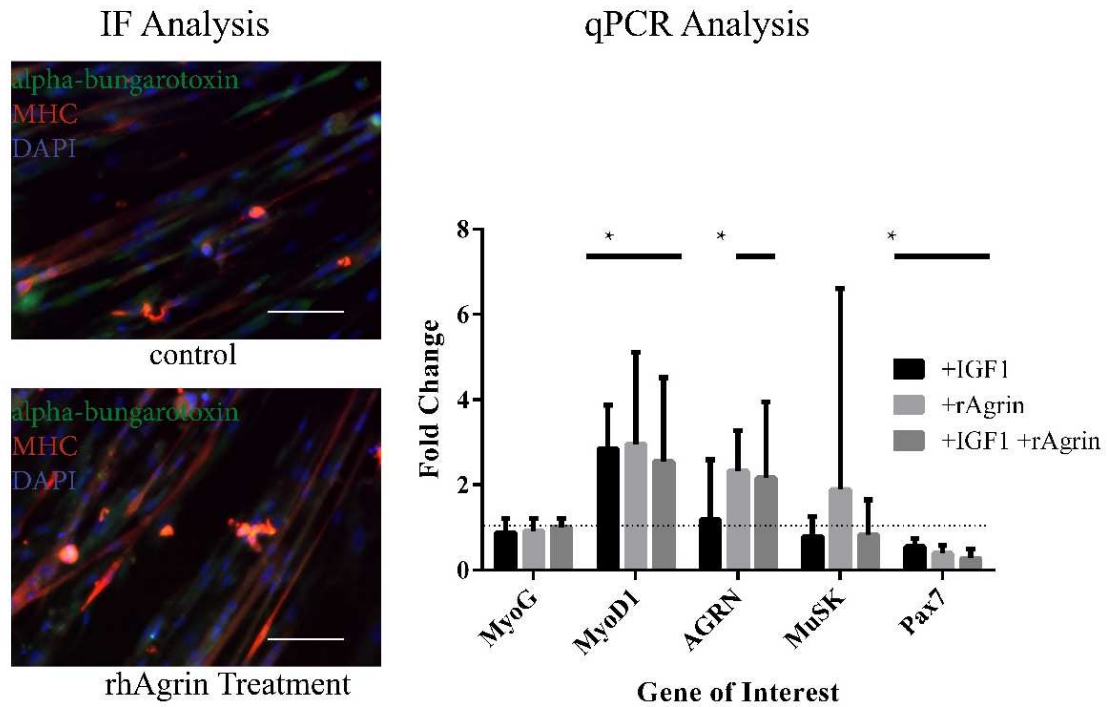 IF Analysis
alpha-bungarotoxin
MHC
DAPI
control
alpha-bungarotoxin
MHC
DAPI
rhAgrin Treatment
qPCR Analysis
* * *
8
6
4
2
0
Fold Change
+IGF1
+rAgrin
+IGF1 +rAgrin
MyoG
MyoD1
AGRN
MuSK
Pax7
Gene of Interest